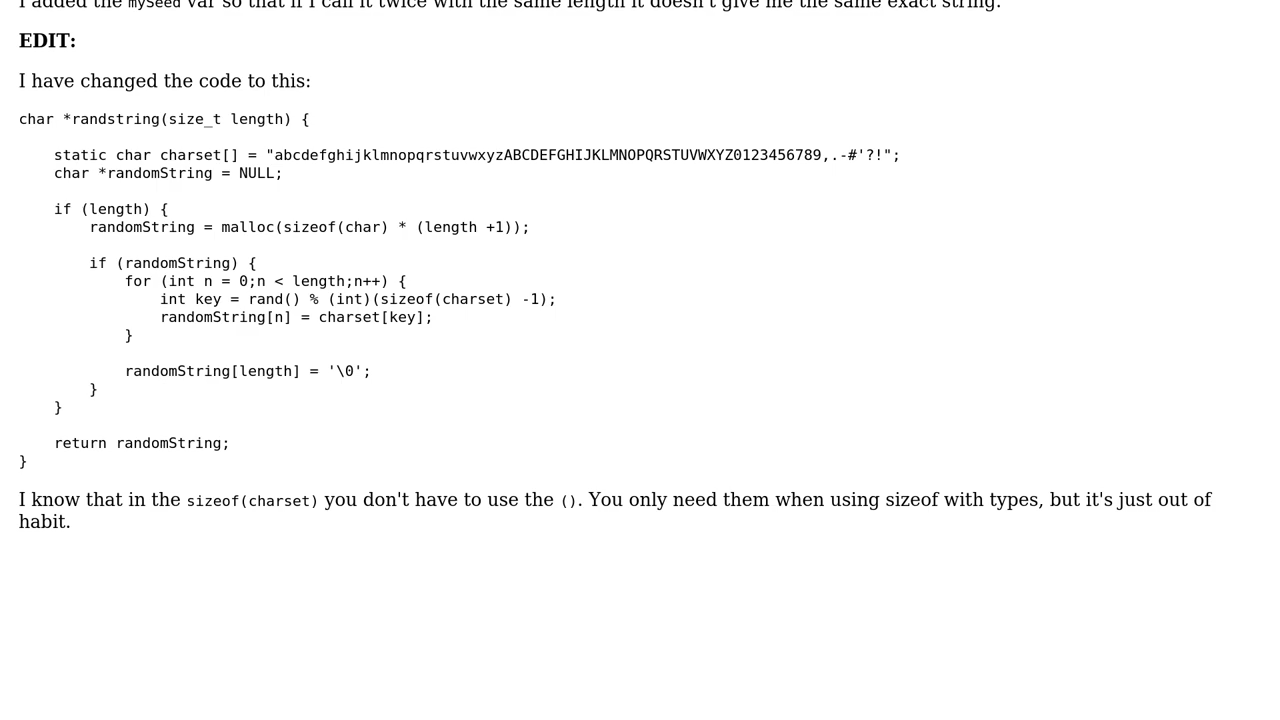 I added the mySeed var so that if I call it twice with the same length it doesn't give me the same exact string.
EDIT:
I have changed the code to this:
char *randstring(size_t length) {
    static char charset[] = "abcdefghijklmnopqrstuvwxyzABCDEFGHIJKLMNOPQRSTUVWXYZ0123456789,.-#'?!";
    char *randomString = NULL;
    if (length) {
        randomString = malloc(sizeof(char) * (length +1));
        if (randomString) {
            for (int n = 0;n < length;n++) {
                int key = rand() % (int)(sizeof(charset) -1);
                randomString[n] = charset[key];
            }
            randomString[length] = '\0';
        }
    }
    return randomString;
}
I know that in the sizeof(charset) you don't have to use the (). You only need them when using sizeof with types, but it's just out of
habit.